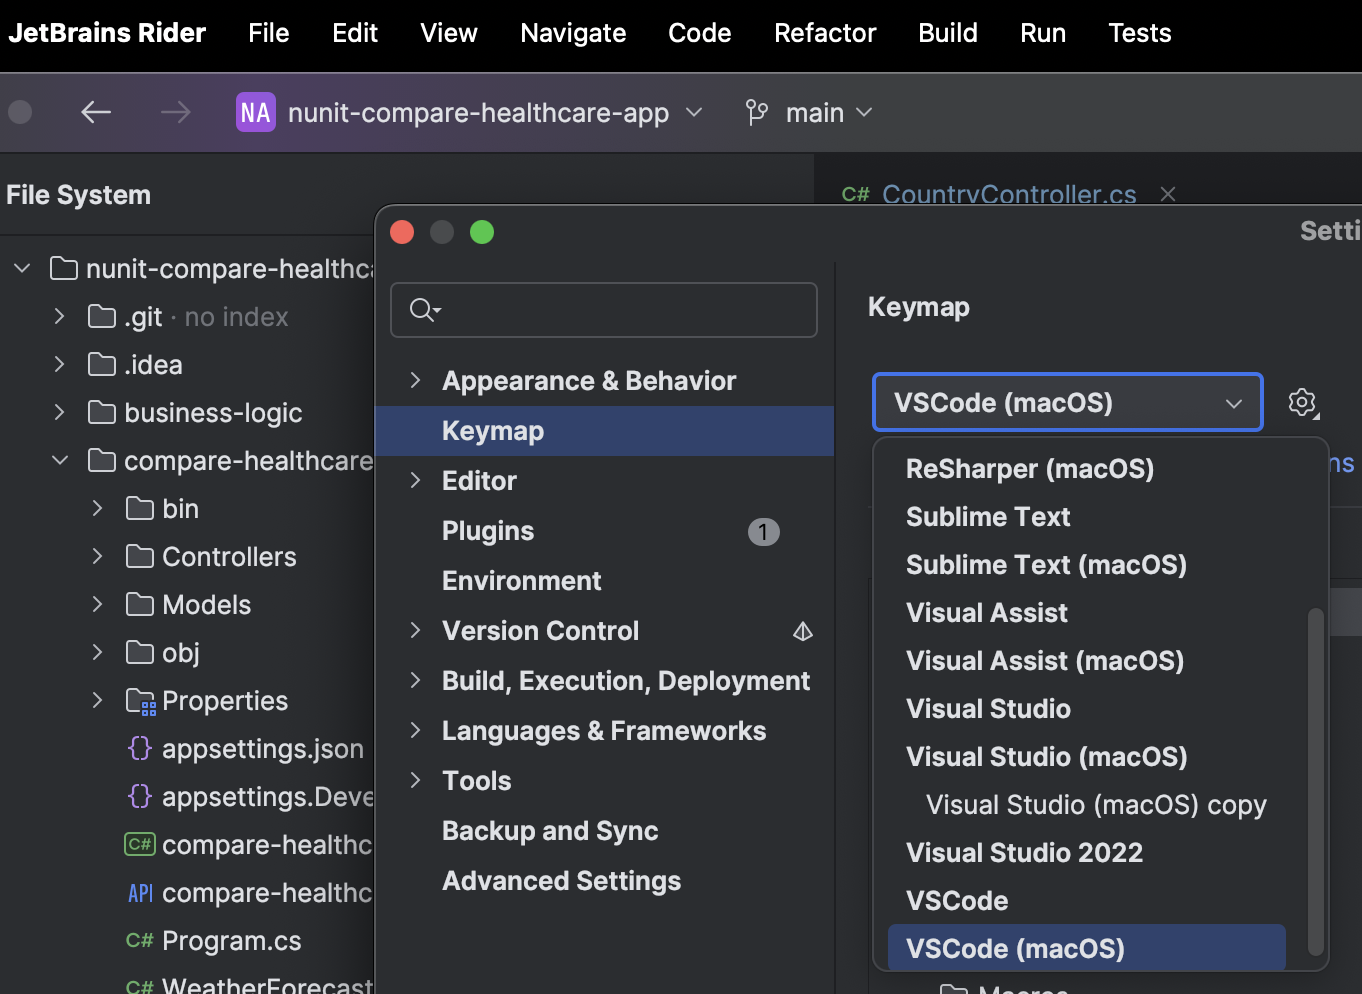 JetBrains Rider File Edit View Navigate Code Refactor Build Run Tests
NA nunit-compare-healthcare-app main
File System
C# CountryController.cs
nunit-compare-healthca
.git · no index
.idea
business-logic
compare-healthcare
bin
Controllers
Models
obj
Properties
{} appsettings.json
{} appsettings.Deve
C# compare-healthc
API compare-healthc
C# Program.cs
C# WeatherForecast
Setti
Appearance & Behavior
Keymap
Editor
Plugins 1
Environment
Version Control
Build, Execution, Deployment
Languages & Frameworks
Tools
Backup and Sync
Advanced Settings
Keymap
VSCode (macOS)
ns
ReSharper (macOS)
Sublime Text
Sublime Text (macOS)
Visual Assist
Visual Assist (macOS)
Visual Studio
Visual Studio (macOS)
Visual Studio (macOS) copy
Visual Studio 2022
VSCode
VSCode (macOS)
Macros